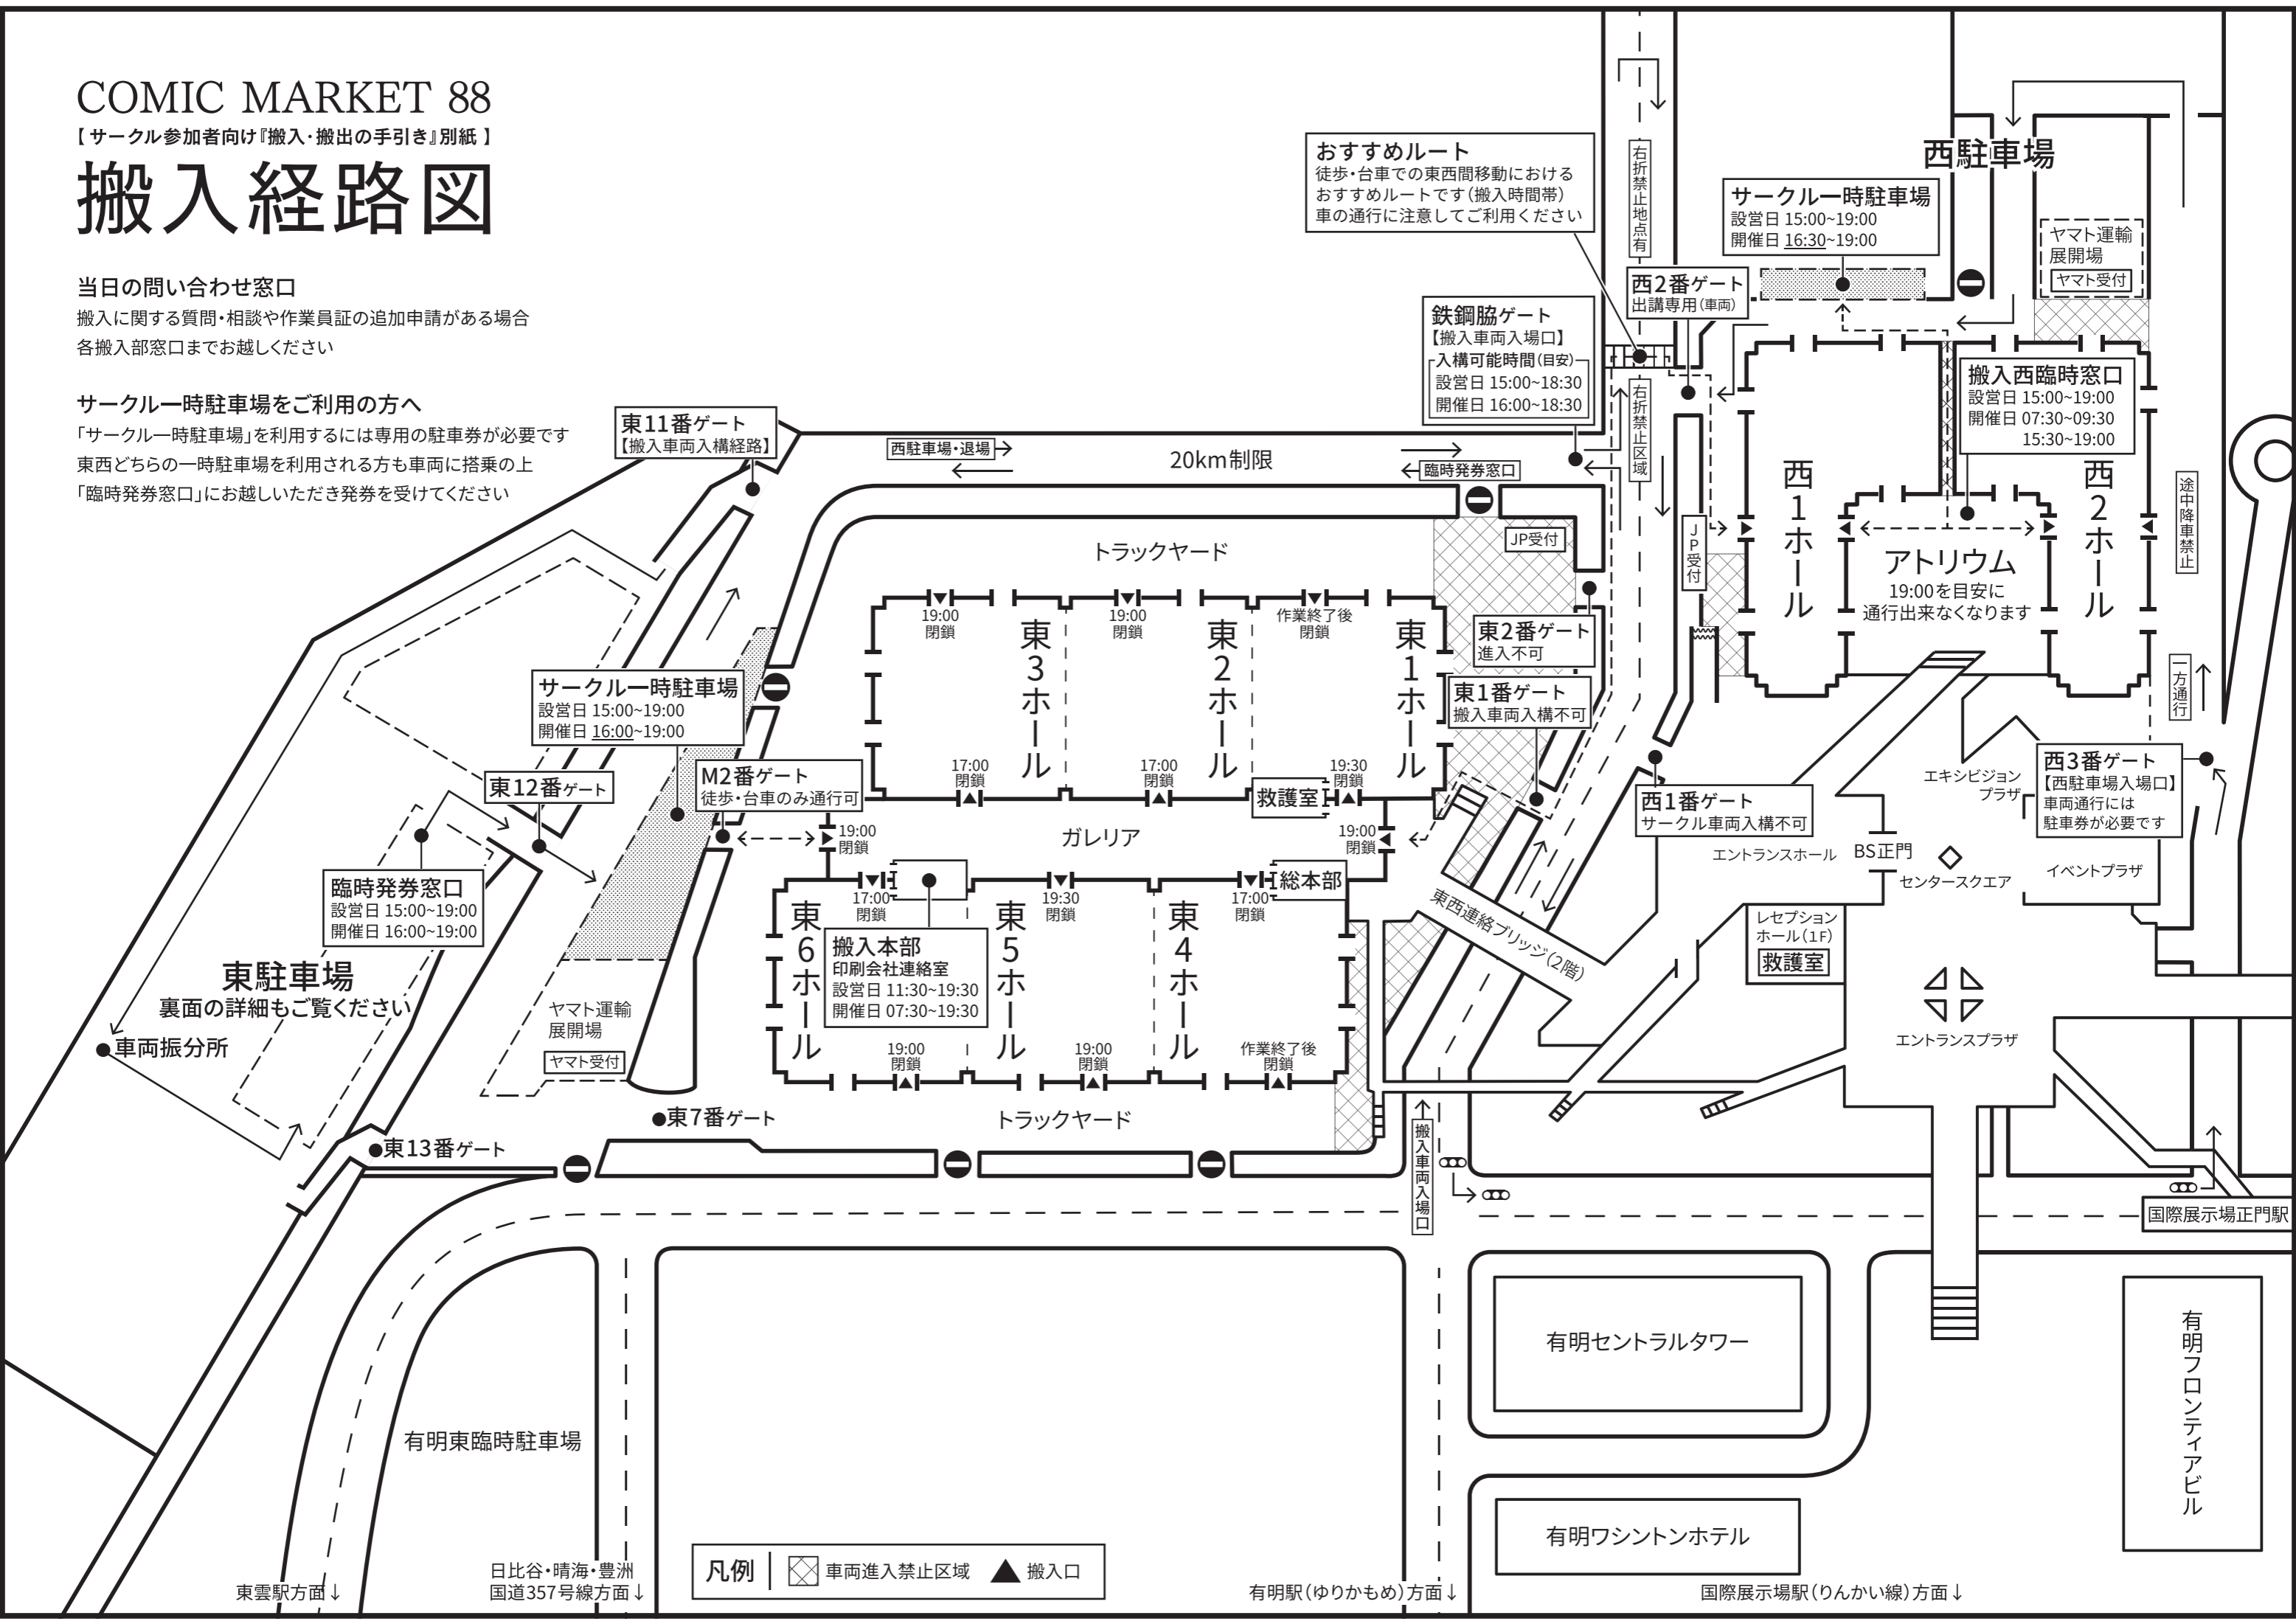 COMIC MARKET 88
【 サークル参加者向け『搬入・搬出の手引き』別紙 】
搬入経路図
当日の問い合わせ窓口
搬入に関する質問・相談や作業員証の追加申請がある場合
各搬入部窓口までお越しください
サークル一時駐車場をご利用の方へ
「サークル一時駐車場」を利用するには専用の駐車券が必要です
東西どちらの一時駐車場を利用される方も車両に搭乗の上
「臨時発券窓口」にお越しいただき発券を受けてください
おすすめルート
徒歩・台車での東西間移動における
おすすめルートです（搬入時間帯）
車の通行に注意してご利用ください
右折禁止地点有
西駐車場
サークル一時駐車場
設営日 15:00~19:00
開催日 16:30~19:00
ヤマト運輸
展開場
ヤマト受付
西2番ゲート
出講専用（車両）
鉄鋼脇ゲート
【搬入車両入場口】
入構可能時間（目安）
設営日 15:00~18:30
開催日 16:00~18:30
右折禁止区域
搬入西臨時窓口
設営日 15:00~19:00
開催日 07:30~09:30
15:30~19:00
東11番ゲート
【搬入車両入構経路】
西駐車場・退場
20km制限
臨時発券窓口
西1ホール
西2ホール
途中降車禁止
アトリウム
19:00を目安に
通行出来なくなります
JP受付
JP受付
トラックヤード
19:00
閉鎖
19:00
閉鎖
作業終了後
閉鎖
東3ホール
東2ホール
東1ホール
東2番ゲート
進入不可
東1番ゲート
搬入車両入構不可
一方通行
サークル一時駐車場
設営日 15:00~19:00
開催日 16:00~19:00
M2番ゲート
徒歩・台車のみ通行可
東12番ゲート
17:00
閉鎖
17:00
閉鎖
救護室
19:30
閉鎖
19:00
閉鎖
ガレリア
19:00
閉鎖
西1番ゲート
サークル車両入構不可
エキシビジョン
プラザ
西3番ゲート
【西駐車場入場口】
車両通行には
駐車券が必要です
エントランスホール
BS正門
センタースクエア
イベントプラザ
臨時発券窓口
設営日 15:00~19:00
開催日 16:00~19:00
17:00
閉鎖
19:30
閉鎖
17:00
閉鎖
総本部
東6ホール
東5ホール
東4ホール
搬入本部
印刷会社連絡室
設営日 11:30~19:30
開催日 07:30~19:30
東西連絡ブリッジ（2階）
レセプション
ホール（1F）
救護室
エントランスプラザ
東駐車場
裏面の詳細もご覧ください
車両振分所
ヤマト運輸
展開場
ヤマト受付
19:00
閉鎖
19:00
閉鎖
作業終了後
閉鎖
東7番ゲート
トラックヤード
東13番ゲート
搬入車両入場口
国際展示場正門駅
有明セントラルタワー
有明フロンティアビル
有明東臨時駐車場
有明ワシントンホテル
凡例
車両進入禁止区域
搬入口
東雲駅方面↓
日比谷・晴海・豊洲
国道357号線方面↓
有明駅（ゆりかもめ）方面↓
国際展示場駅（りんかい線）方面↓